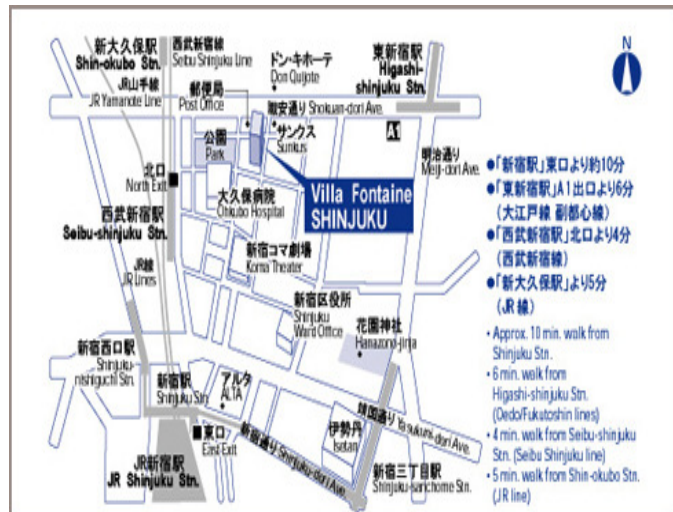 新大久保駅
Shin-okubo Stn.
西武新宿線
Seibu Shinjuku Line
ドン・キホーテ
Don Quijote
東新宿駅
Higashi-
shinjuku Stn.
N
JR山手線
JR Yamanote Line
郵便局
Post Office
職安通り Shokuan-dori Ave.
サンクス
Sunkus
A1
公園
Park
明治通り
Meiji-dori Ave.
北口
North Exit
大久保病院
Ohkubo Hospital
Villa Fontaine
SHINJUKU
西武新宿駅
Seibu-shinjuku Stn.
JR線
JR Lines
新宿コマ劇場
Koma Theater
新宿区役所
Shinjuku
Ward Office
花園神社
Hanazono-jinja
新宿西口駅
Shinjuku-
nishiguchi Stn.
新宿駅
Shinjuku Stn.
アルタ
ALTA
靖国通り Yasukuni-dori Ave.
伊勢丹
Isetan
東口
East Exit
新宿通り Shinjuku-dori Ave.
JR新宿駅
JR Shinjuku Stn.
新宿三丁目駅
Shinjuku-sanchome Stn.
●「新宿駅」東口より約10分
●「東新宿駅」A1出口より6分
(大江戸線 副都心線)
●「西武新宿駅」北口より4分
(西武新宿線)
●「新大久保駅」より5分
(JR線)
• Approx. 10 min. walk from
Shinjuku Stn.
• 6 min. walk from
Higashi-shinjuku Stn.
(Oedo/Fukutoshin lines)
• 4 min. walk from Seibu-shinjuku
Stn. (Seibu Shinjuku line)
• 5 min. walk from Shin-okubo Stn.
(JR line)